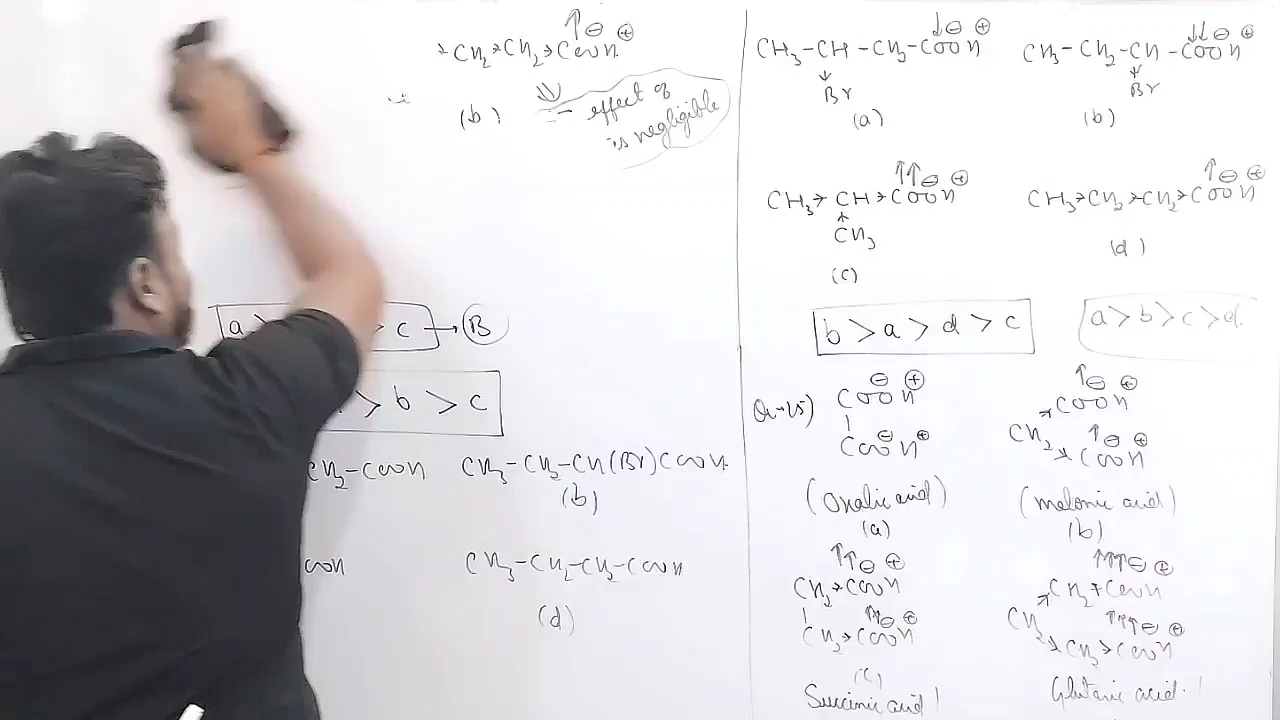 →CH₂→CH₂→COOH ↑ ⊖ ⊕
(b)
– effect of
is negligible
a > > c → (B)
> b > c
CH₂–COOH
CH₃–CH₂–CH(Br)COOH
(b)
COOH
CH₃–CH₂–CH₂–COOH
(d)
CH₃–CH–CH₂–COOH ↓ ⊖ ⊕
↓
Br
(a)
CH₃–CH₂–CH–COOH ↓↓ ⊖ ⊕
↓
Br
(b)
CH₃→CH→COOH ↑↑ ⊖ ⊕
↑
CH₃
(c)
CH₃→CH₂→CH₂→COOH ↑ ⊖ ⊕
(d)
b > a > d > c
a > b > c > d.
Q→15)
COOH ⊖ ⊕
|
COOH ⊖ ⊕
(Oxalic acid)
(a)
COOH ↑ ⊖ ⊕
CH₂
COOH ↑ ⊖ ⊕
(Malonic acid)
(b)
CH₂→COOH ↑↑ ⊖ ⊕
|
CH₂→COOH ↑↑ ⊖ ⊕
(c)
Succinic acid
CH₂→COOH ↑↑↑ ⊖ ⊕
CH₂
CH₂→COOH ↑↑↑ ⊖ ⊕
Glutaric acid.